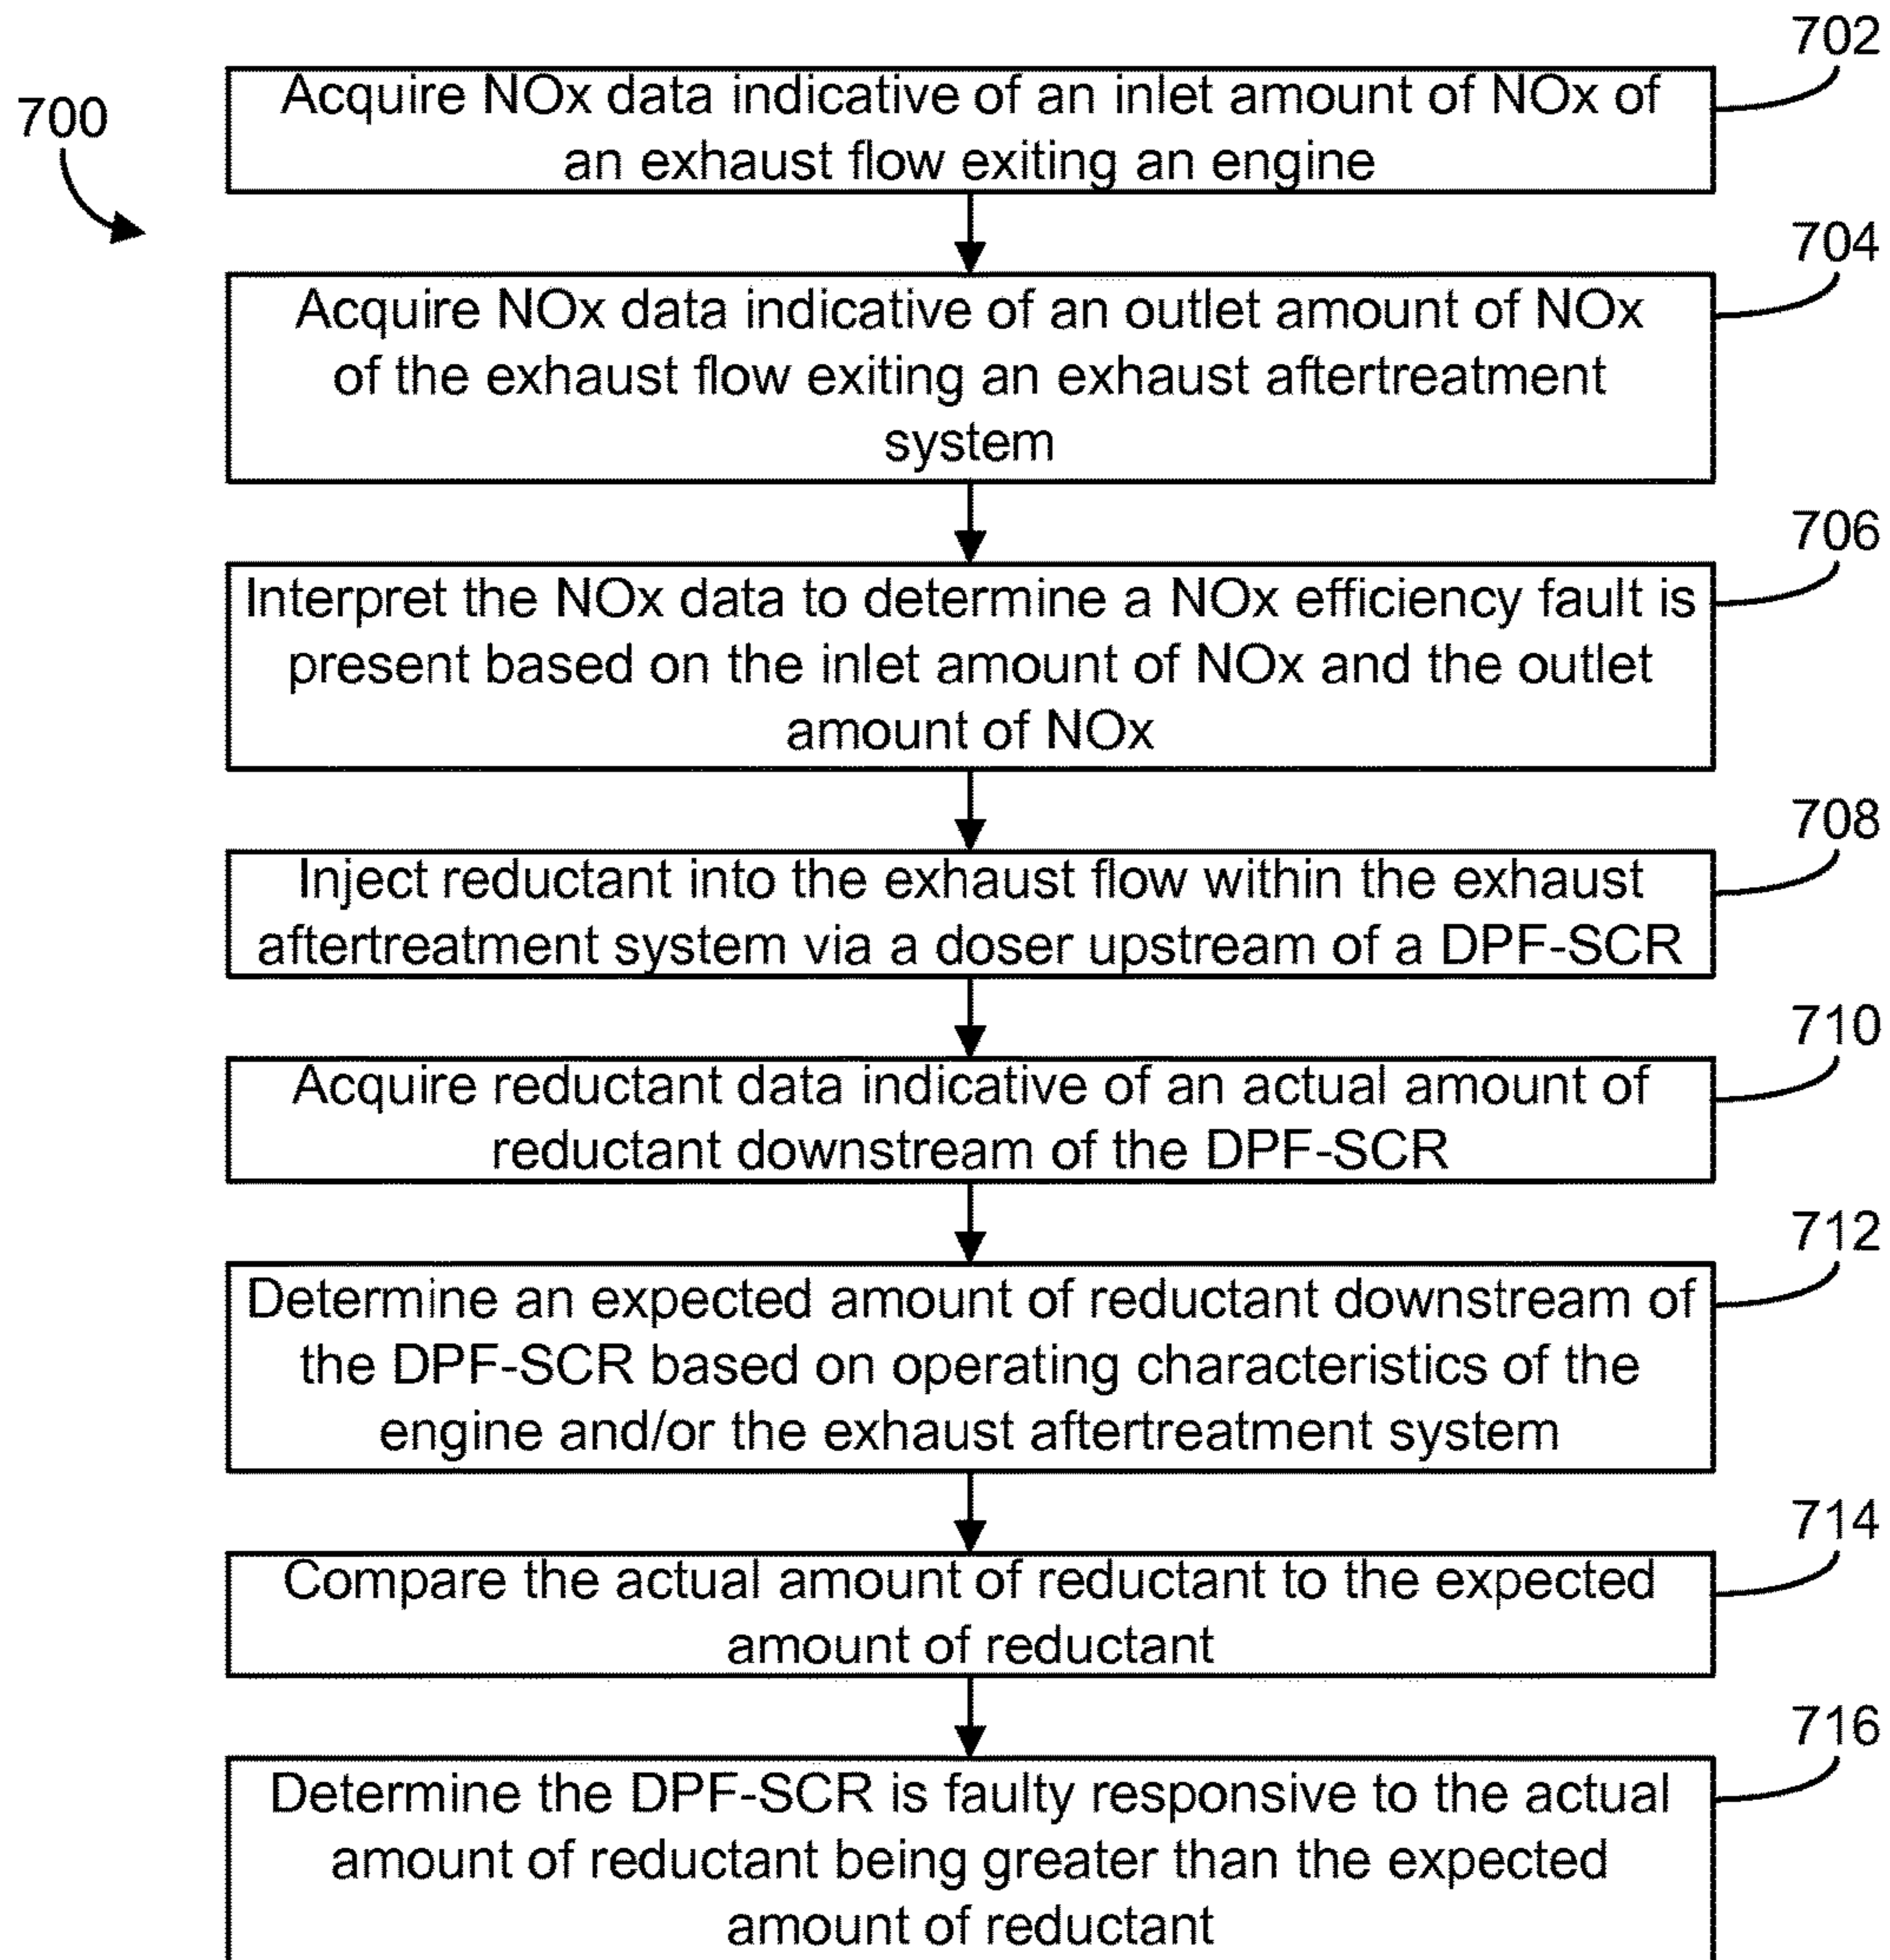 702
Acquire NOx data indicative of an inlet amount of NOx of
an exhaust flow exiting an engine
700
704
Acquire NOx data indicative of an outlet amount of NOx
of the exhaust flow exiting an exhaust aftertreatment
system
706
Interpret the NOx data to determine a NOx efficiency fault is
present based on the inlet amount of NOx and the outlet
amount of NOx
708
Inject reductant into the exhaust flow within the exhaust
aftertreatment system via a doser upstream of a DPF-SCR
710
Acquire reductant data indicative of an actual amount of
reductant downstream of the DPF-SCR
712
Determine an expected amount of reductant downstream of
the DPF-SCR based on operating characteristics of the
engine and/or the exhaust aftertreatment system
714
Compare the actual amount of reductant to the expected
amount of reductant
716
Determine the DPF-SCR is faulty responsive to the actual
amount of reductant being greater than the expected
amount of reductant